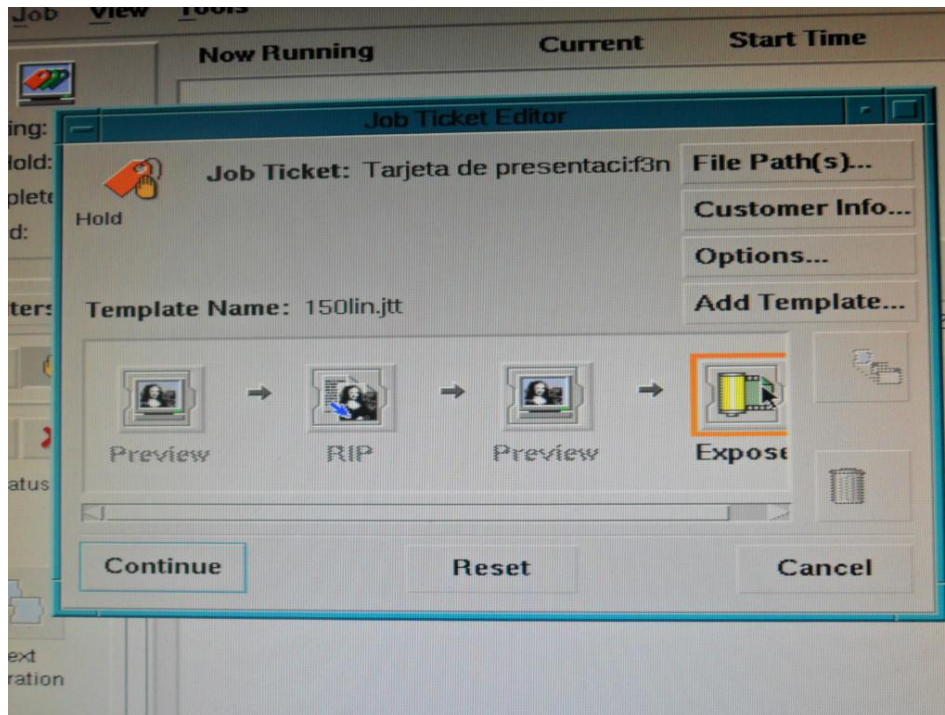 Job View Tools
Now Running Current Start Time
Job Ticket Editor
ing:
Hold:
plete
d:
Job Ticket: Tarjeta de presentaci:f3n
File Path(s)...
Hold
Customer Info...
Options...
ters
Template Name: 150lin.jtt
Add Template...
Preview RIP Preview Expose
atus
Continue Reset Cancel
ext
ration